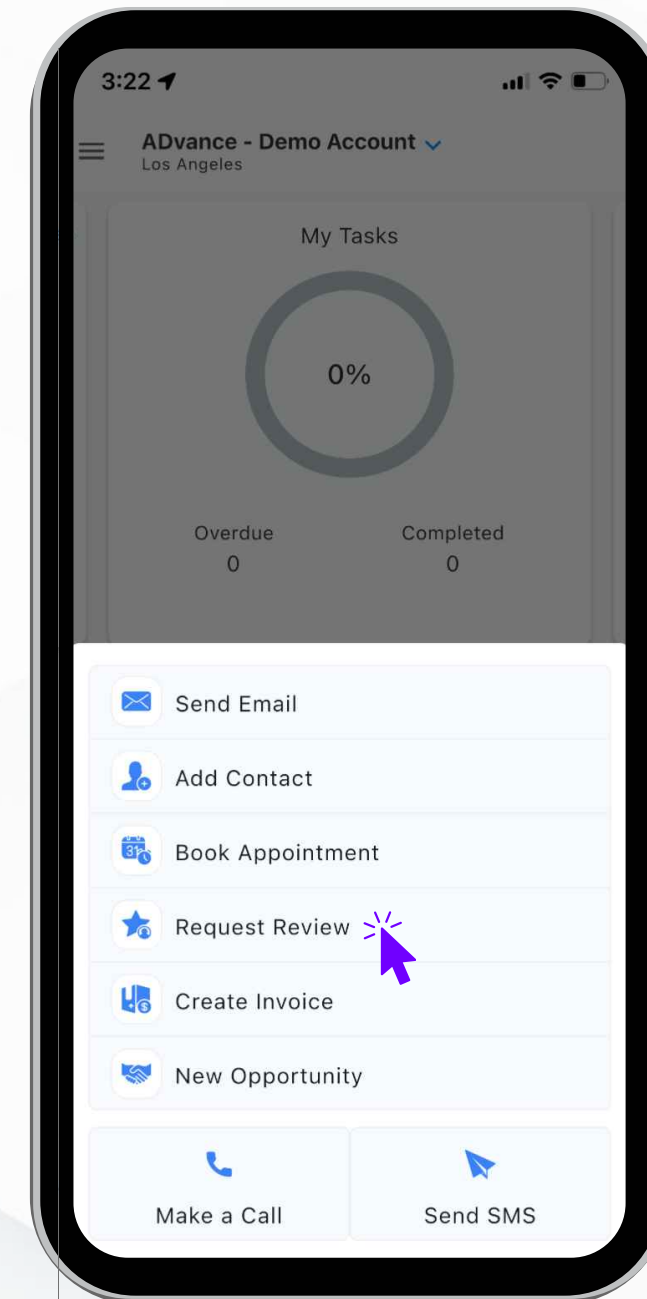 3:22
ADvance - Demo Account
Los Angeles
My Tasks
0%
Overdue
Completed
0
0
Send Email
Add Contact
31
Book Appointment
Request Review
$
Create Invoice
New Opportunity
Make a Call
Send SMS